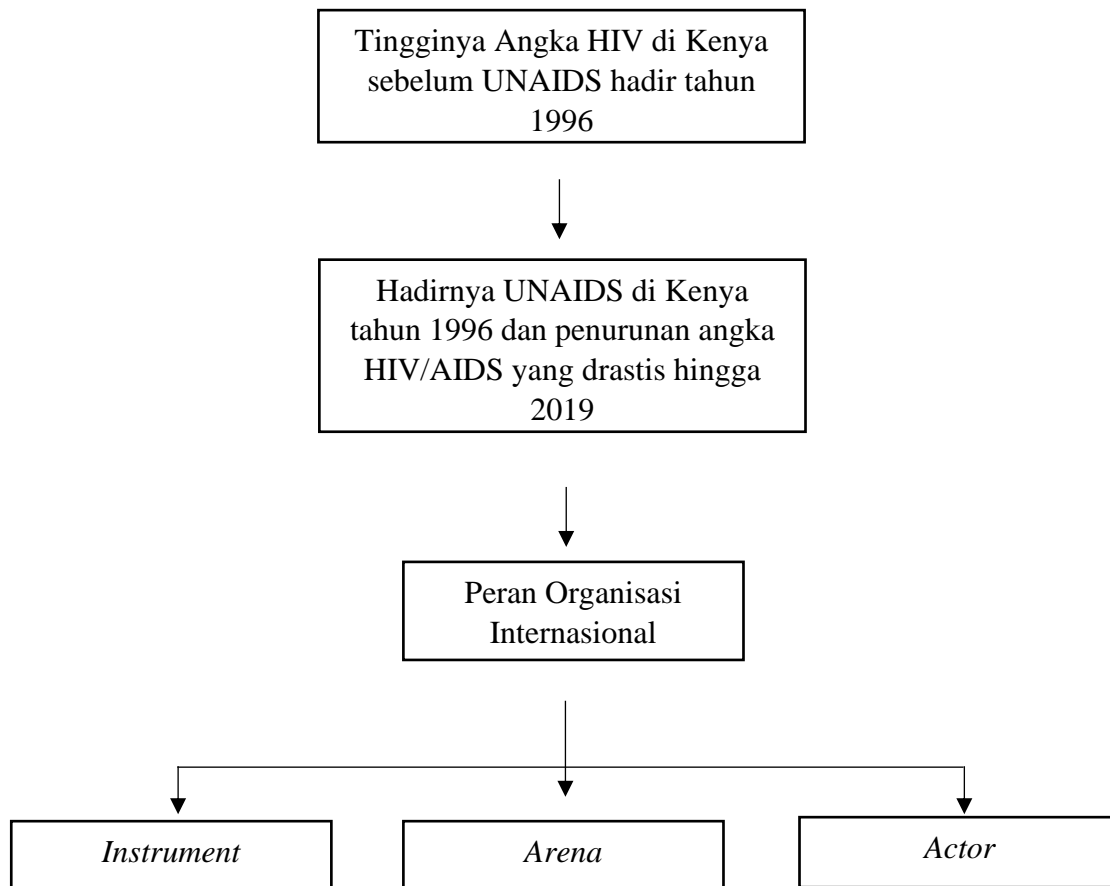 Tingginya Angka HIV di Kenya
sebelum UNAIDS hadir tahun
1996
Hadirnya UNAIDS di Kenya
tahun 1996 dan penurunan angka
HIV/AIDS yang drastis hingga
2019
Peran Organisasi
Internasional
Instrument
Arena
Actor